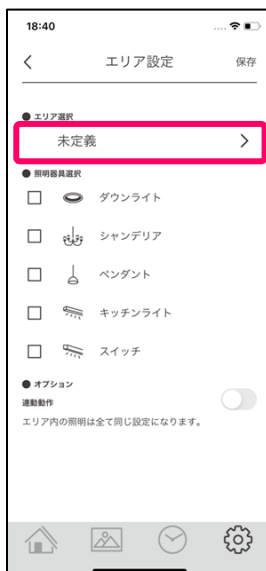 18:40
エリア設定
保存
● エリア選択
未定義
● 照明器具選択
ダウンライト
シャンデリア
ペンダント
キッチンライト
スイッチ
● オプション
連動動作
エリア内の照明は全て同じ設定になります。